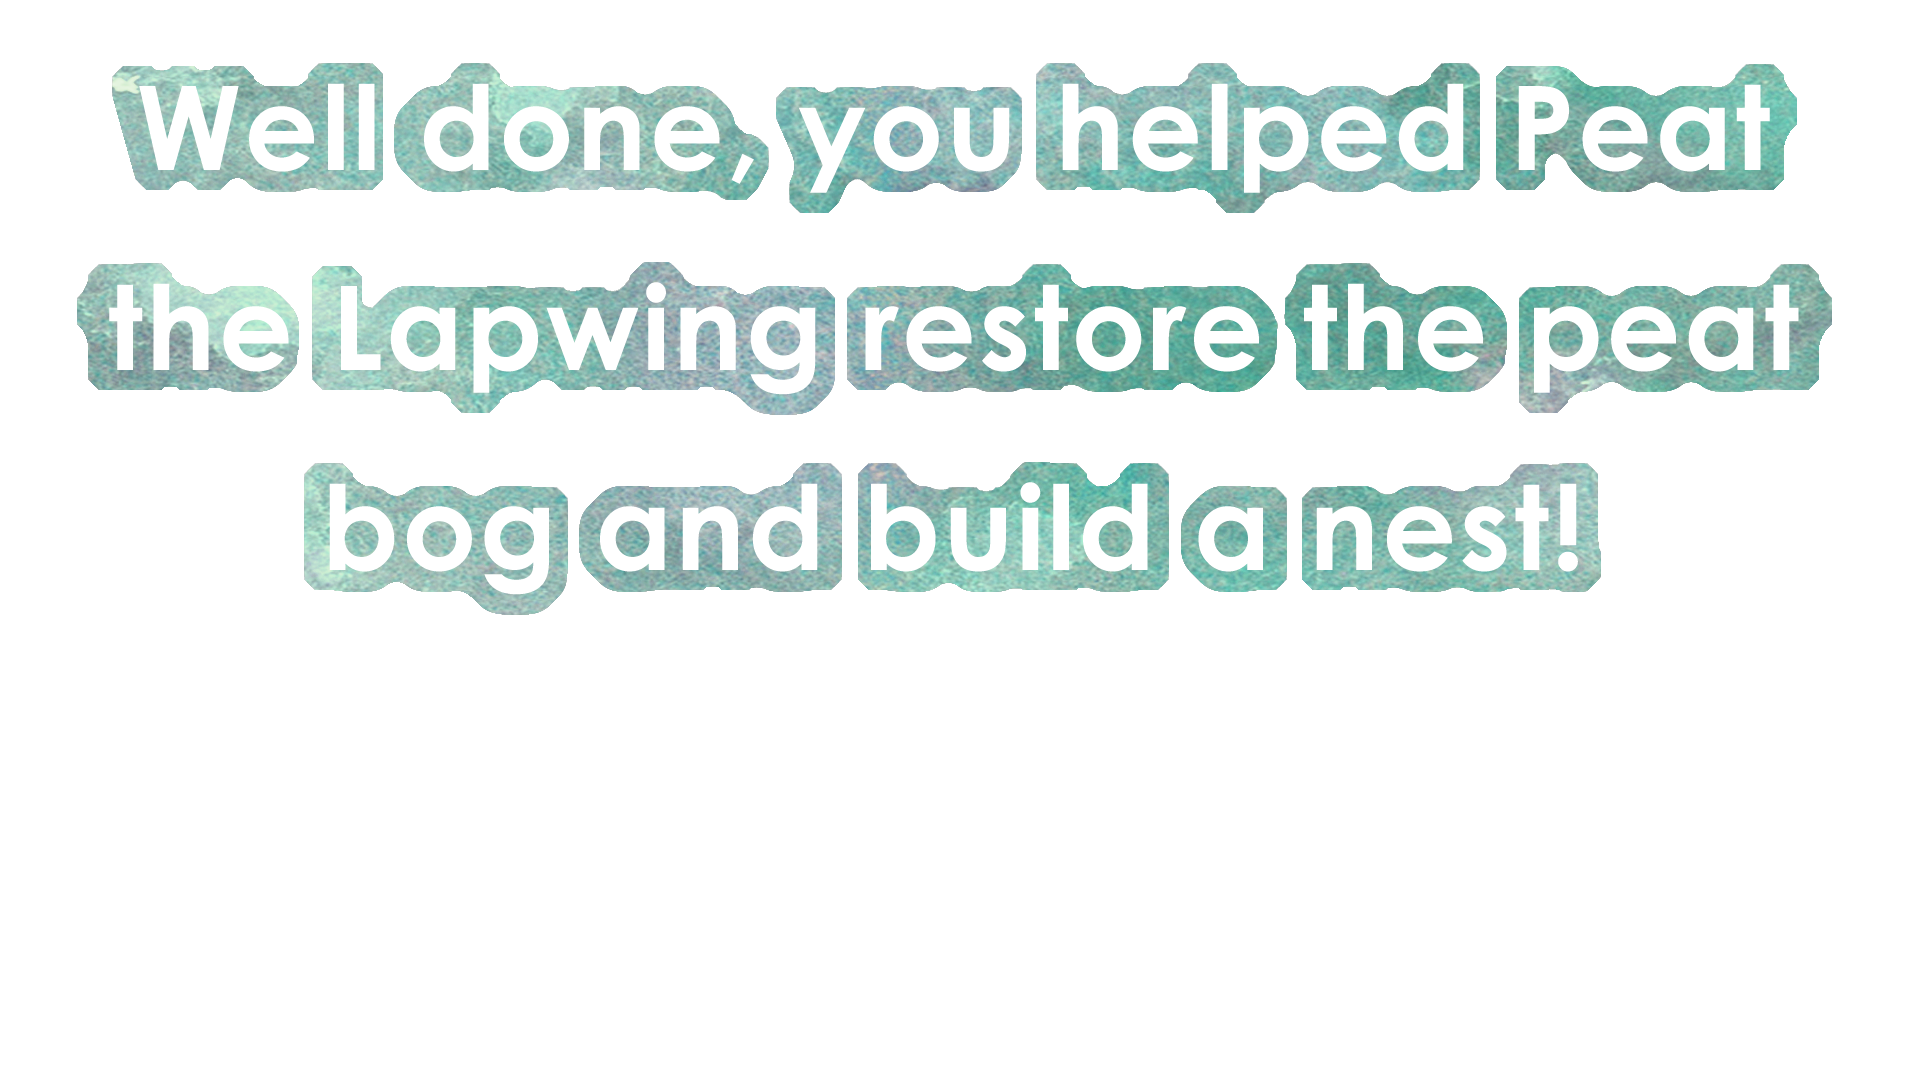 Well done, you helped Peat
the Lapwing restore the peat
bog and build a nest!